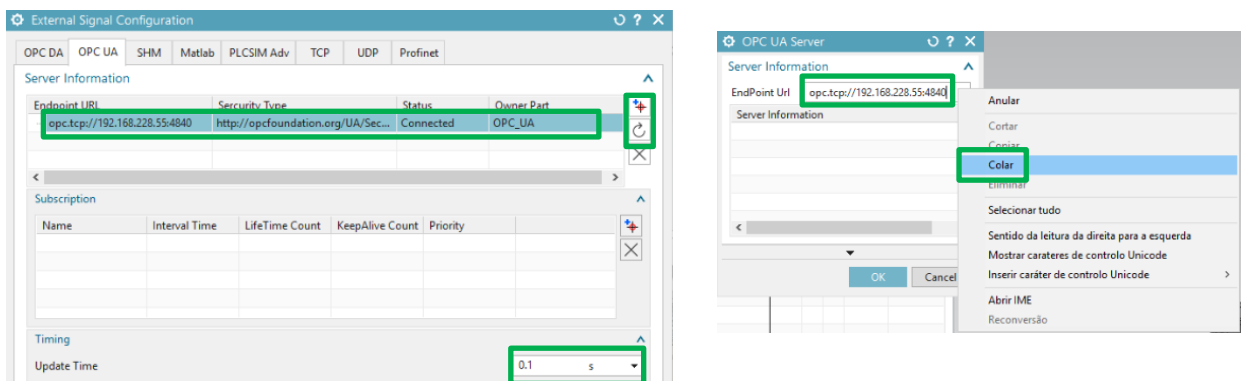 External Signal Configuration
OPC DA OPC UA SHM Matlab PLCSIM Adv TCP UDP Profinet
Server Information
Endpoint URL Sercurity Type Status Owner Part
opc.tcp://192.168.228.55:4840 http://opcfoundation.org/UA/Sec... Connected OPC_UA
Subscription
Name Interval Time LifeTime Count KeepAlive Count Priority
Timing
Update Time 0.1 s
OPC UA Server
Server Information
EndPoint Url opc.tcp://192.168.228.55:4840
Server Information
OK Cancel
Anular
Cortar
Copiar
Colar
Eliminar
Selecionar tudo
Sentido da leitura da direita para a esquerda
Mostrar carateres de controlo Unicode
Inserir caráter de controlo Unicode
Abrir IME
Reconversão